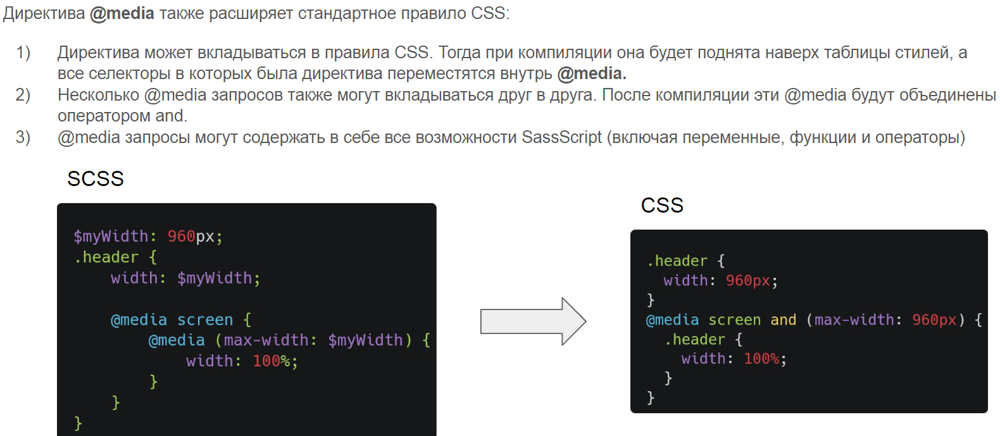 Директива @media также расширяет стандартное правило CSS:
1) Директива может вкладываться в правила CSS. Тогда при компиляции она будет поднята наверх таблицы стилей, а
все селекторы в которых была директива переместятся внутрь @media.
2) Несколько @media запросов также могут вкладываться друг в друга. После компиляции эти @media будут объединены
оператором and.
3) @media запросы могут содержать в себе все возможности SassScript (включая переменные, функции и операторы)
SCSS
$myWidth: 960px;
.header {
    width: $myWidth;
    @media screen {
        @media (max-width: $myWidth) {
            width: 100%;
        }
    }
}
CSS
.header {
  width: 960px;
}
@media screen and (max-width: 960px) {
  .header {
    width: 100%;
  }
}